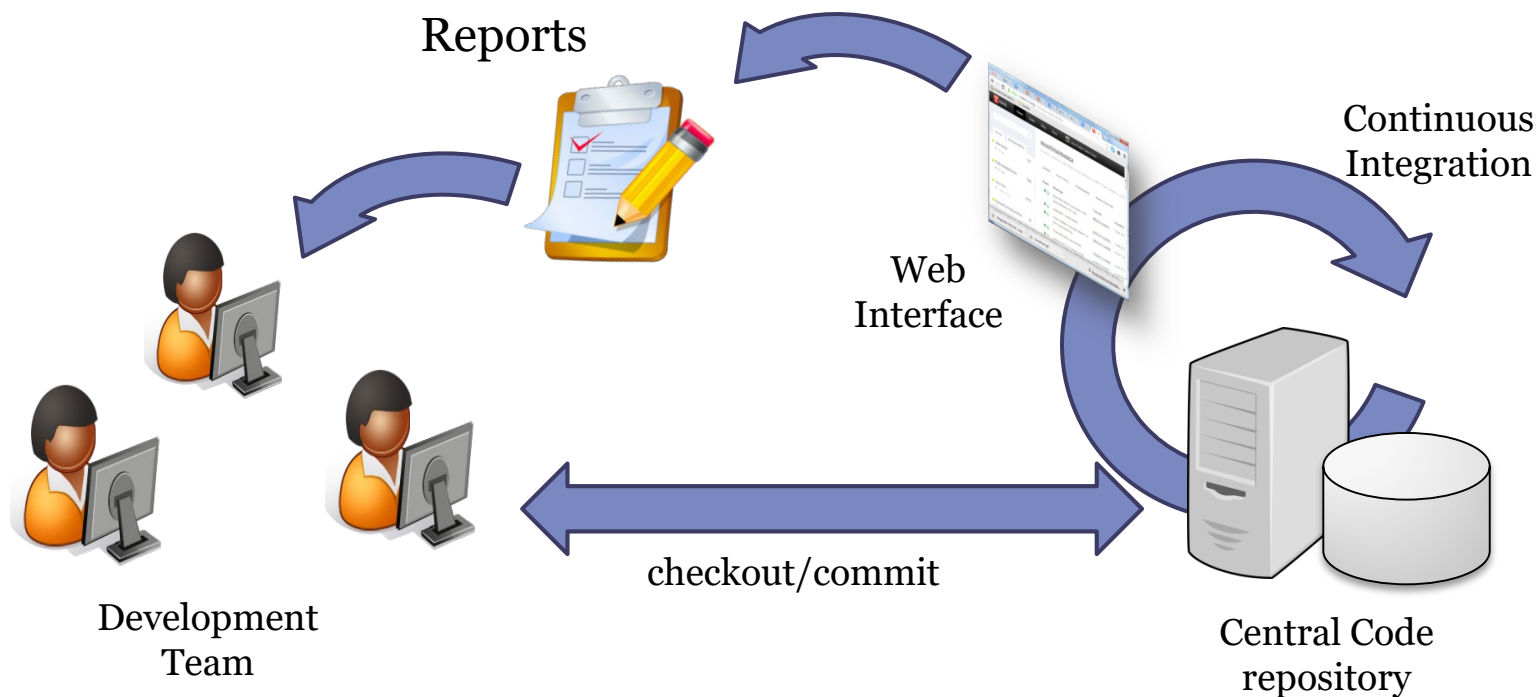 Reports
Continuous
Integration
Web
Interface
checkout/commit
Development
Team
Central Code
repository